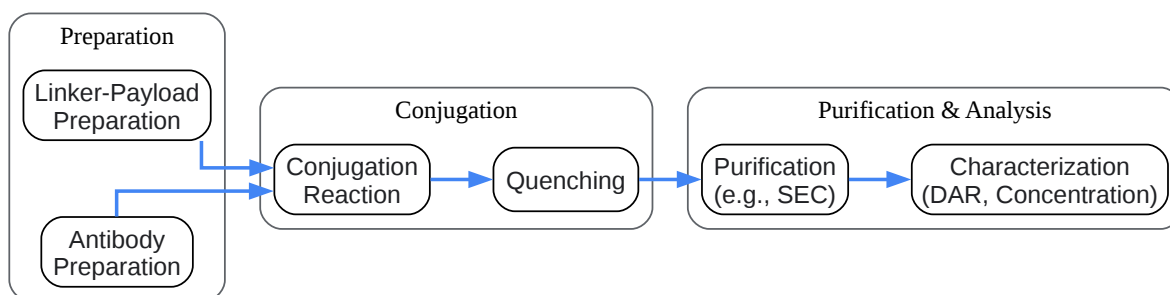 Preparation
Linker-Payload
Preparation
Antibody
Preparation
Conjugation
Conjugation
Reaction
Quenching
Purification & Analysis
Purification
(e.g., SEC)
Characterization
(DAR, Concentration)